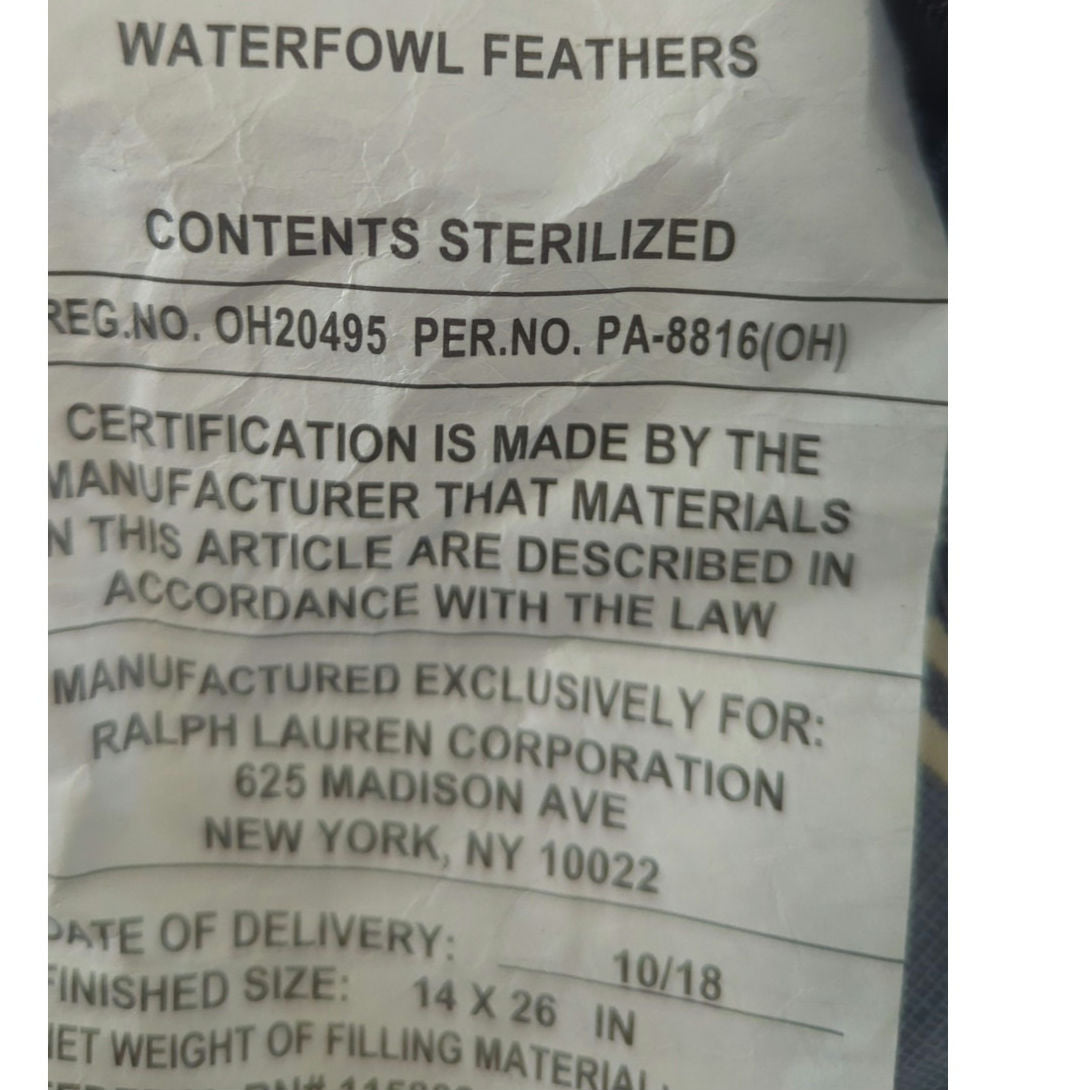 WATERFOWL FEATHERS
CONTENTS STERILIZED
REG.NO. OH20495 PER.NO. PA-8816(OH)
CERTIFICATION IS MADE BY THE
MANUFACTURER THAT MATERIALS
IN THIS ARTICLE ARE DESCRIBED IN
ACCORDANCE WITH THE LAW
MANUFACTURED EXCLUSIVELY FOR:
RALPH LAUREN CORPORATION
625 MADISON AVE
NEW YORK, NY 10022
DATE OF DELIVERY: 10/18
FINISHED SIZE: 14 X 26 IN
NET WEIGHT OF FILLING MATERIAL: